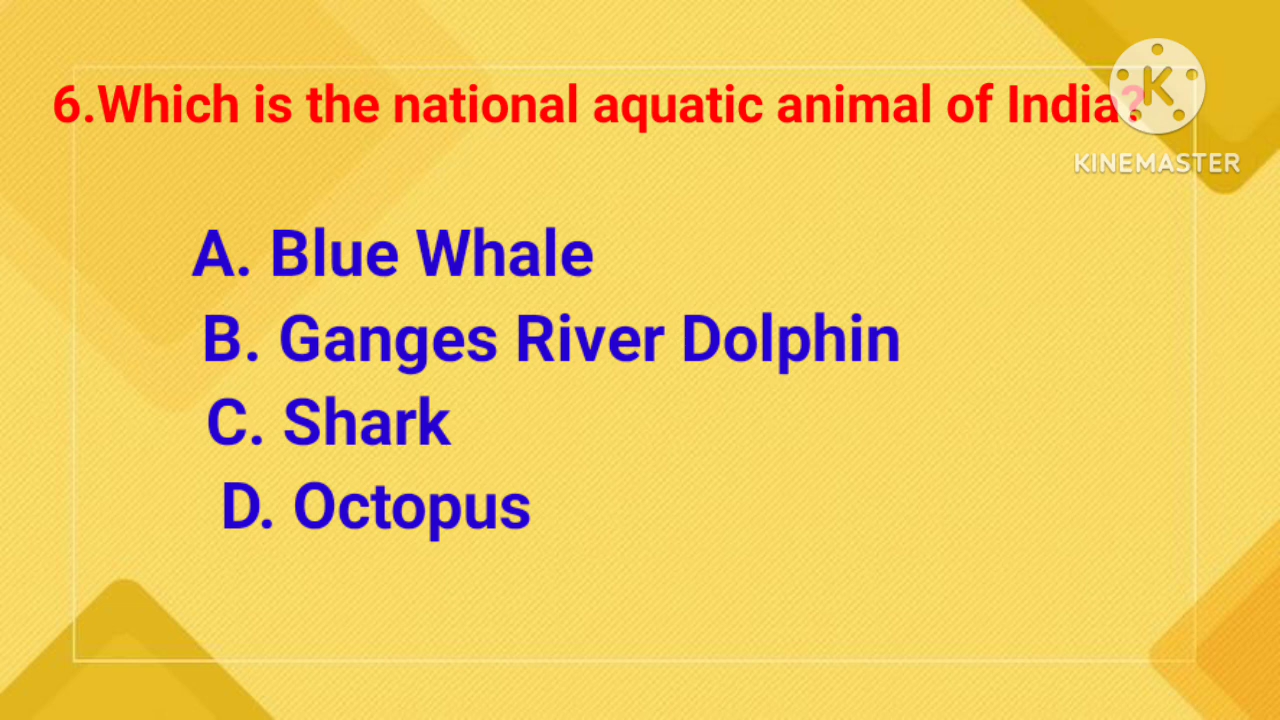 6.Which is the national aquatic animal of India?
KINEMASTER
A. Blue Whale
B. Ganges River Dolphin
C. Shark
D. Octopus